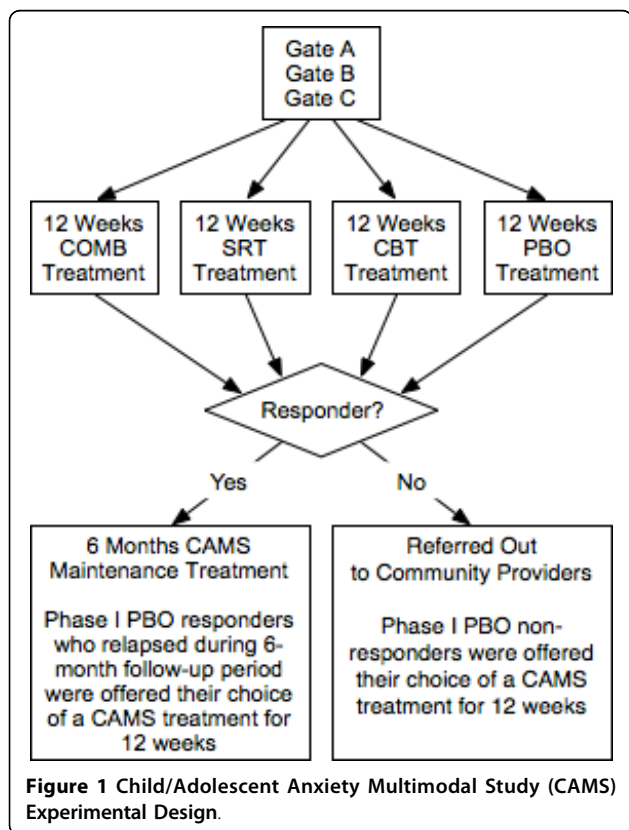 Gate A
Gate B
Gate C
12 Weeks
COMB
Treatment
12 Weeks
SRT
Treatment
12 Weeks
CBT
Treatment
12 Weeks
PBO
Treatment
Responder?
Yes
No
6 Months CAMS
Maintenance Treatment
Phase I PBO responders
who relapsed during 6-
month follow-up period
were offered their choice
of a CAMS treatment for
12 weeks
Referred Out
to Community Providers
Phase I PBO non-
responders were offered
their choice of a CAMS
treatment for 12 weeks
Figure 1 Child/Adolescent Anxiety Multimodal Study (CAMS)
Experimental Design.